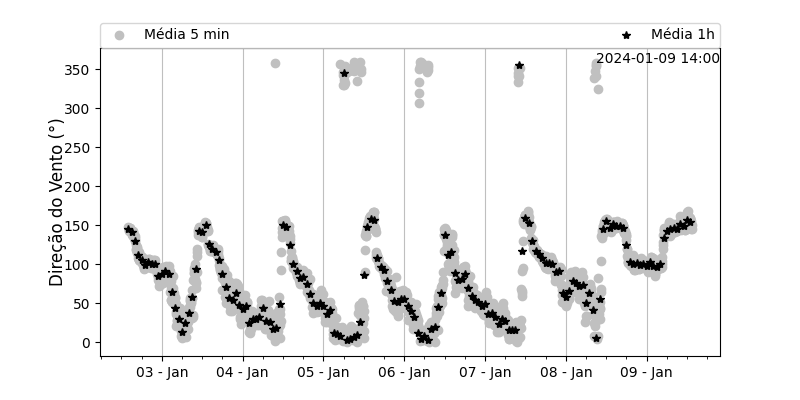 Média 5 min
Média 1h
2024-01-09 14:00
Direção do Vento (°)
350
300
250
200
150
100
50
0
03 - Jan
04 - Jan
05 - Jan
06 - Jan
07 - Jan
08 - Jan
09 - Jan